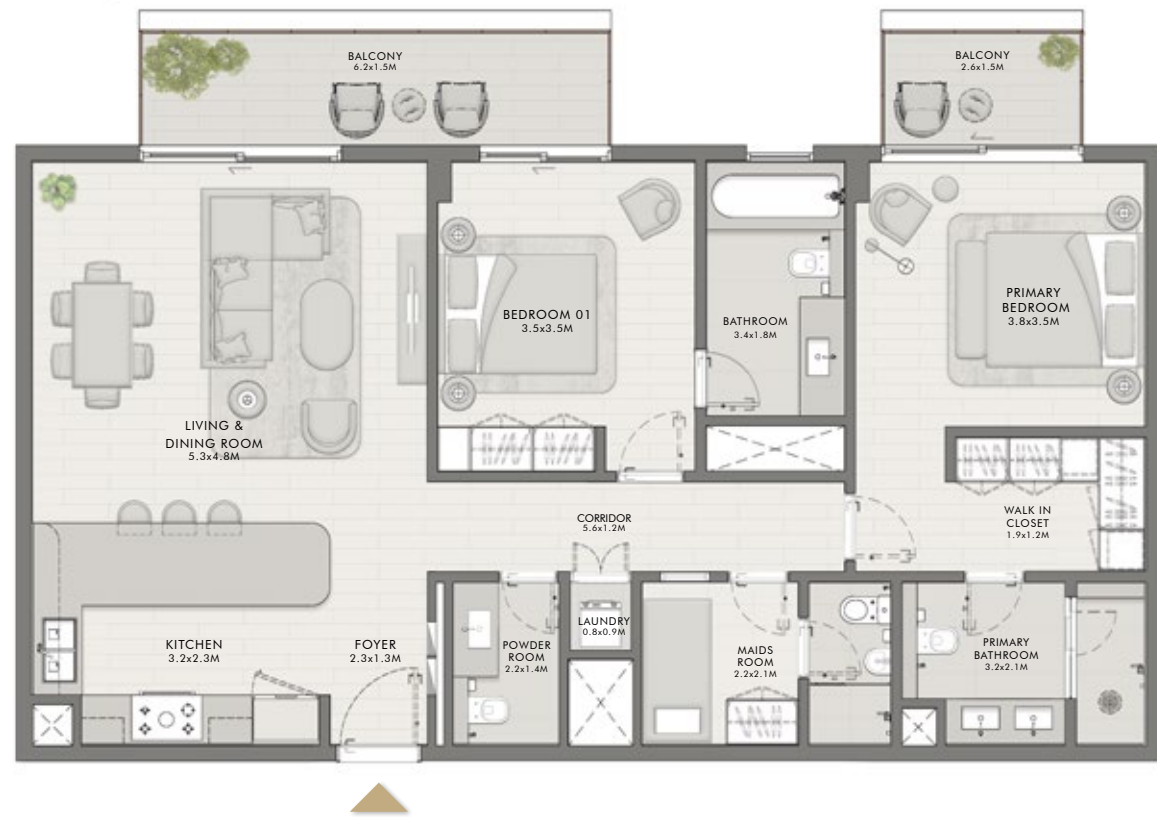 BALCONY
6.2x1.5M
BALCONY
2.6x1.5M
BEDROOM 01
3.5x3.5M
BATHROOM
3.4x1.8M
PRIMARY
BEDROOM
3.8x3.5M
LIVING &
DINING ROOM
5.3x4.8M
CORRIDOR
5.6x1.2M
WALK IN
CLOSET
1.9x1.2M
KITCHEN
3.2x2.3M
FOYER
2.3x1.3M
POWDER
ROOM
2.2x1.4M
LAUNDRY
0.8x0.9M
MAIDS
ROOM
2.2x2.1M
PRIMARY
BATHROOM
3.2x2.1M